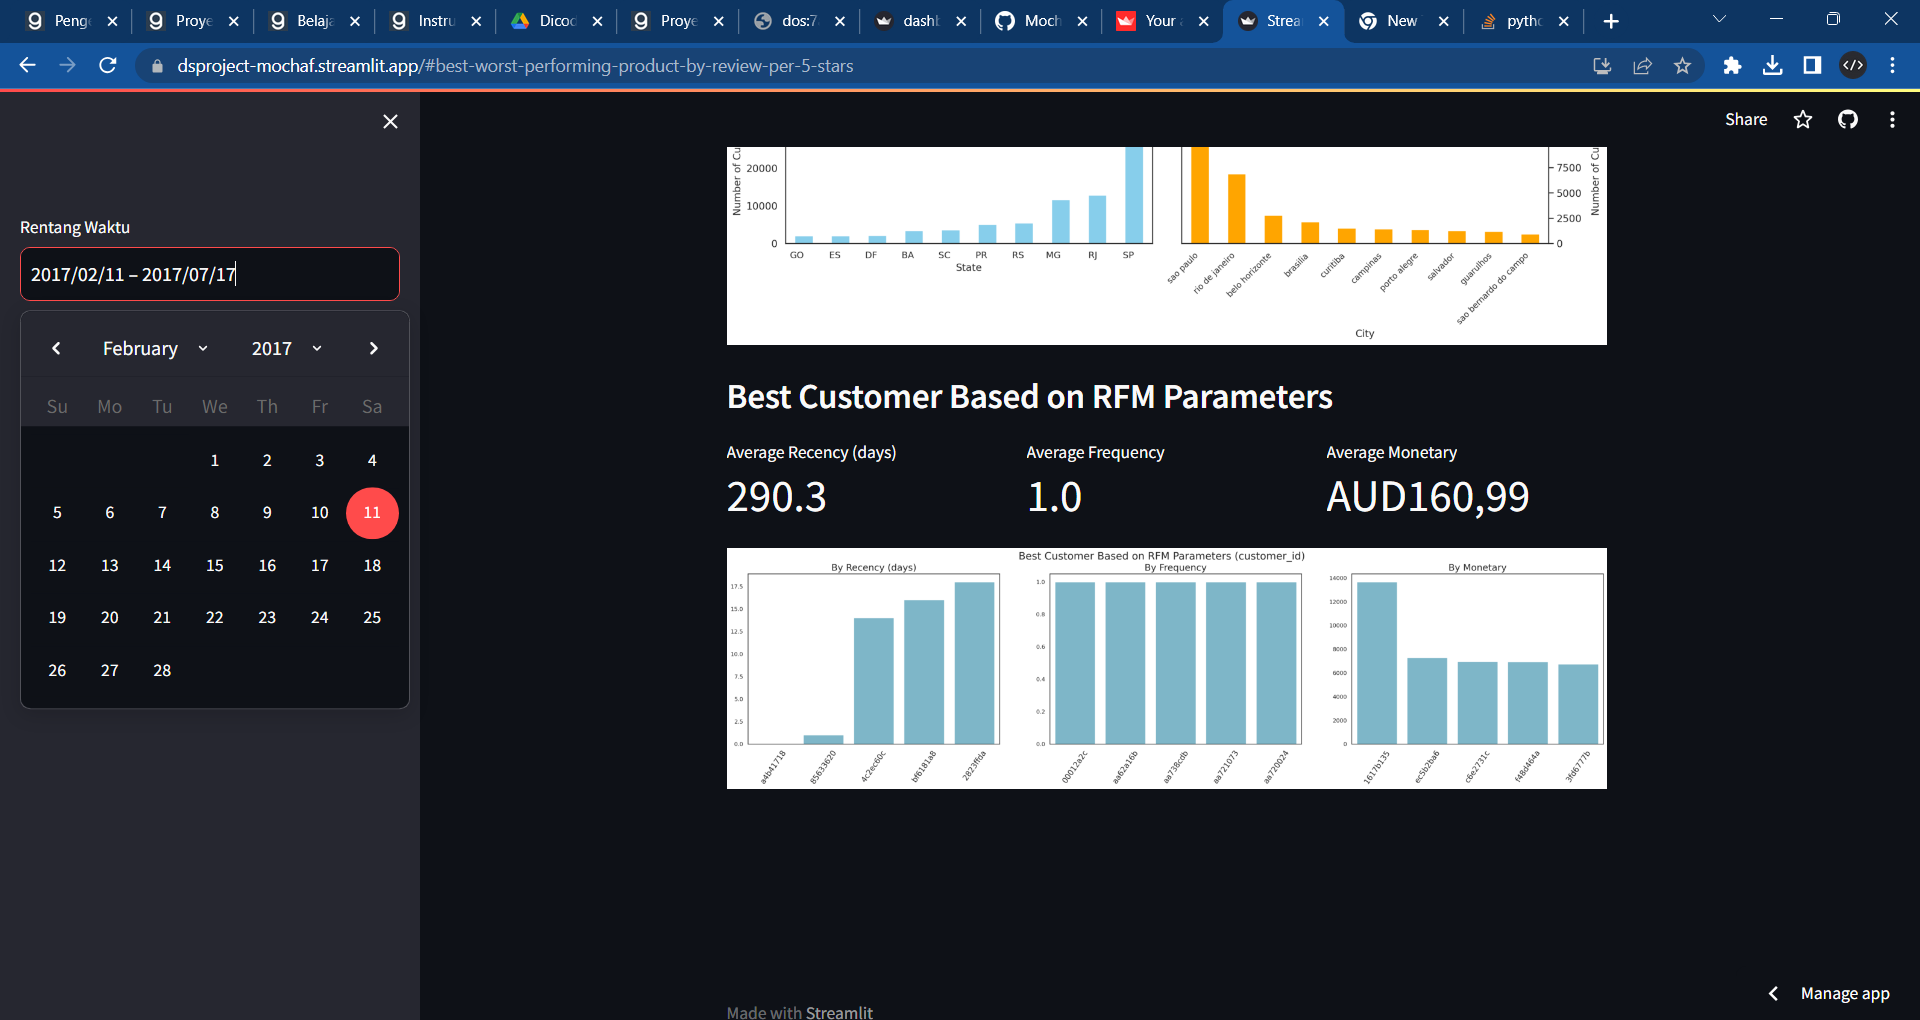 Peng
Proye
Belaja
Instru
Dicod
Proye
dos:7
dashb
Moch
Your a
Strea
New
pytho
dsproject-mochaf.streamlit.app/#best-worst-performing-product-by-review-per-5-stars
Share
Rentang Waktu
2017/02/11 – 2017/07/17
February 2017
Su Mo Tu We Th Fr Sa
1 2 3 4
5 6 7 8 9 10 11
12 13 14 15 16 17 18
19 20 21 22 23 24 25
26 27 28
Number of Cu
20000
10000
0
GO ES DF BA SC PR RS MG RJ SP
State
Number of Cu
7500
5000
2500
0
sao paulo
rio de janeiro
belo horizonte
brasilia
curitiba
campinas
porto alegre
salvador
guarulhos
sao bernardo do campo
City
Best Customer Based on RFM Parameters
Average Recency (days)
290.3
Average Frequency
1.0
Average Monetary
AUD160,99
Best Customer Based on RFM Parameters (customer_id)
By Recency (days)
17.5
15.0
12.5
10.0
7.5
5.0
2.5
0.0
a4b41718
85633620
4c2ec60c
bf6181a8
2823ffda
By Frequency
1.0
0.8
0.6
0.4
0.2
0.0
00012a2c
aa62a16b
aa738cdb
aa721073
aa720024
By Monetary
14000
12000
10000
8000
6000
4000
2000
0
1617b135
ec5b2ba6
c6e2731c
f48d464a
3fd6777b
Made with Streamlit
Manage app